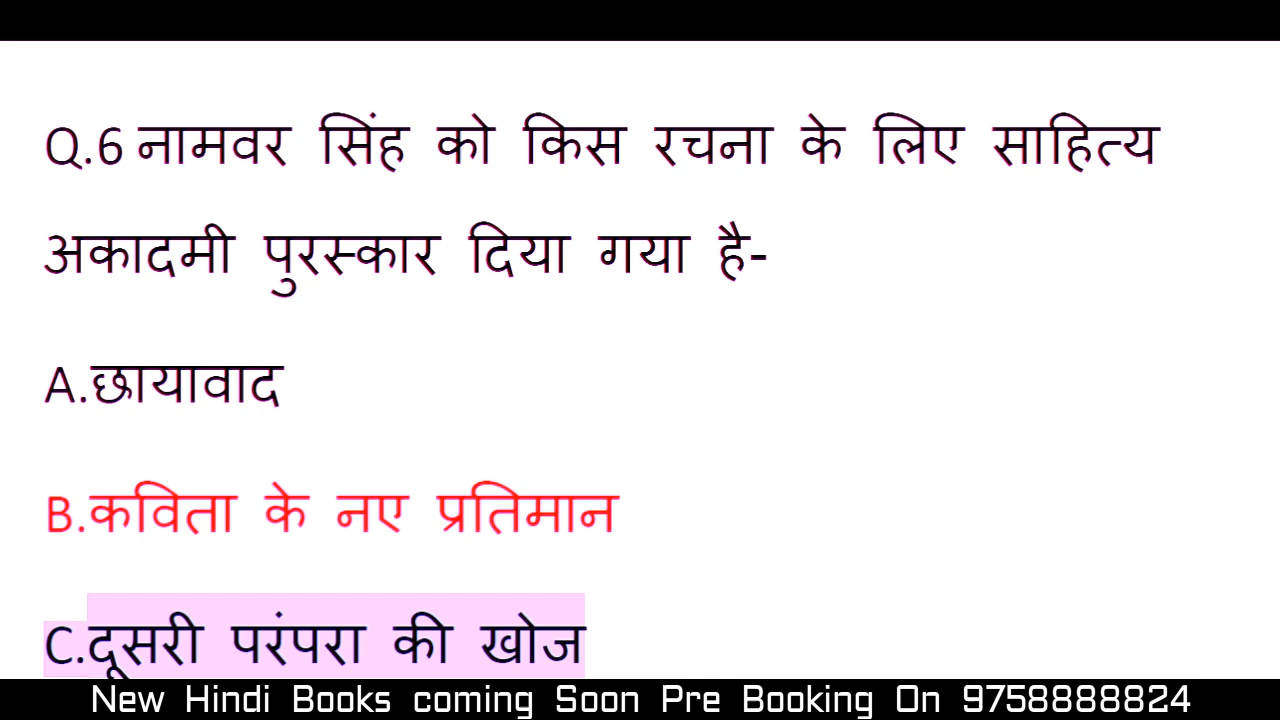 Q.6 नामवर सिंह को किस रचना के लिए साहित्य
अकादमी पुरस्कार दिया गया है-
A.छायावाद
B.कविता के नए प्रतिमान
C.दूसरी परंपरा की खोज
New Hindi Books coming Soon Pre Booking On 9758888824